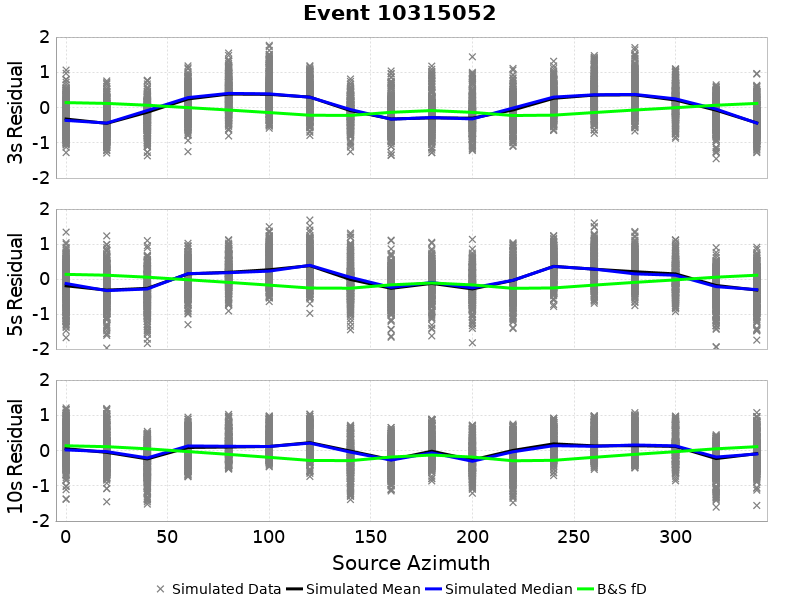 Event 10315052
3s Residual
2
1
0
-1
-2
5s Residual
2
1
0
-1
-2
10s Residual
2
1
0
-1
-2
0 50 100 150 200 250 300
Source Azimuth
Simulated Data Simulated Mean Simulated Median B&S fD